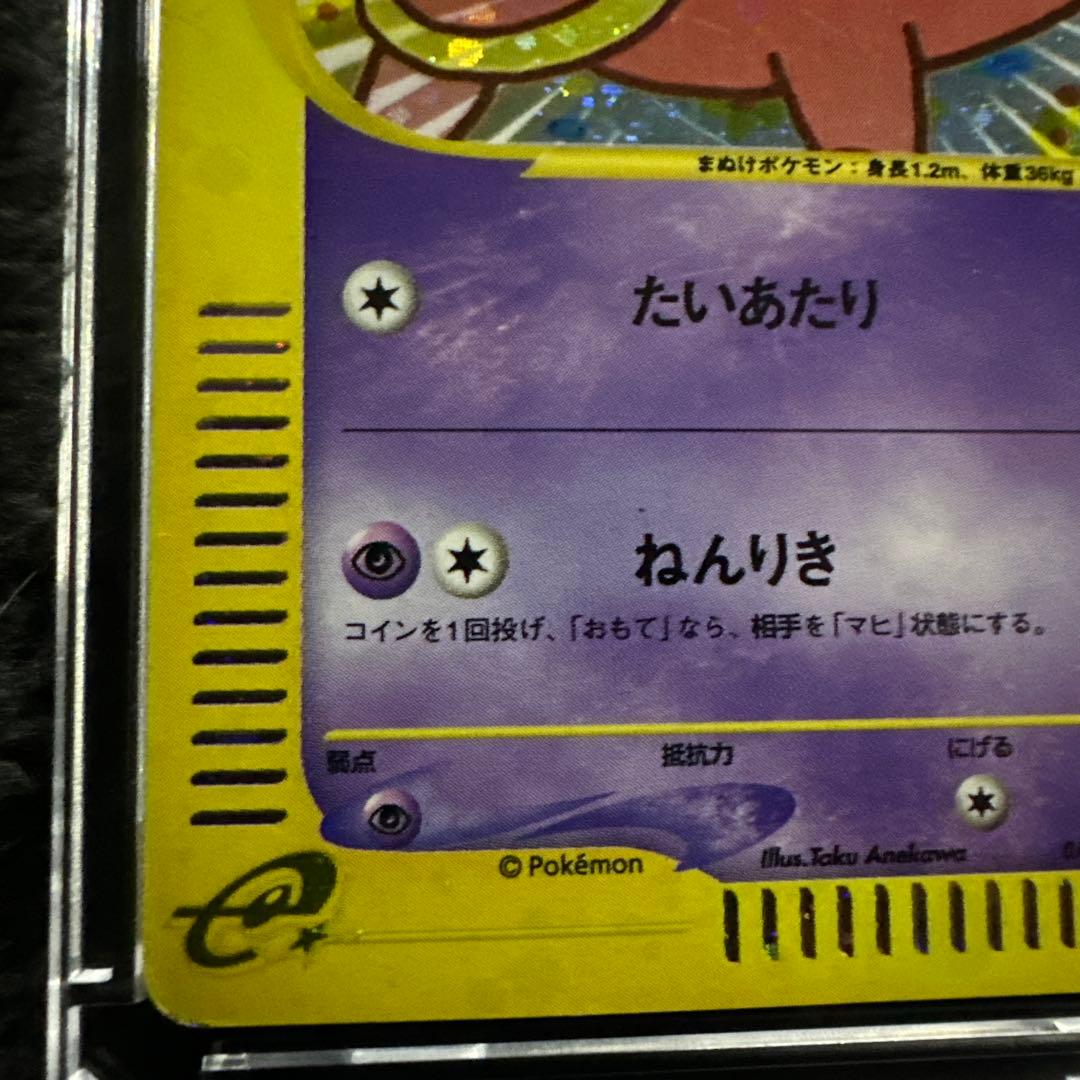 まぬけポケモン：身長1.2m、体重36kg
たいあたり
ねんりき
コインを1回投げ、「おもて」なら、相手を「マヒ」状態にする。
弱点 抵抗力 にげる
© Pokémon Illus.Taku Anekawa
e